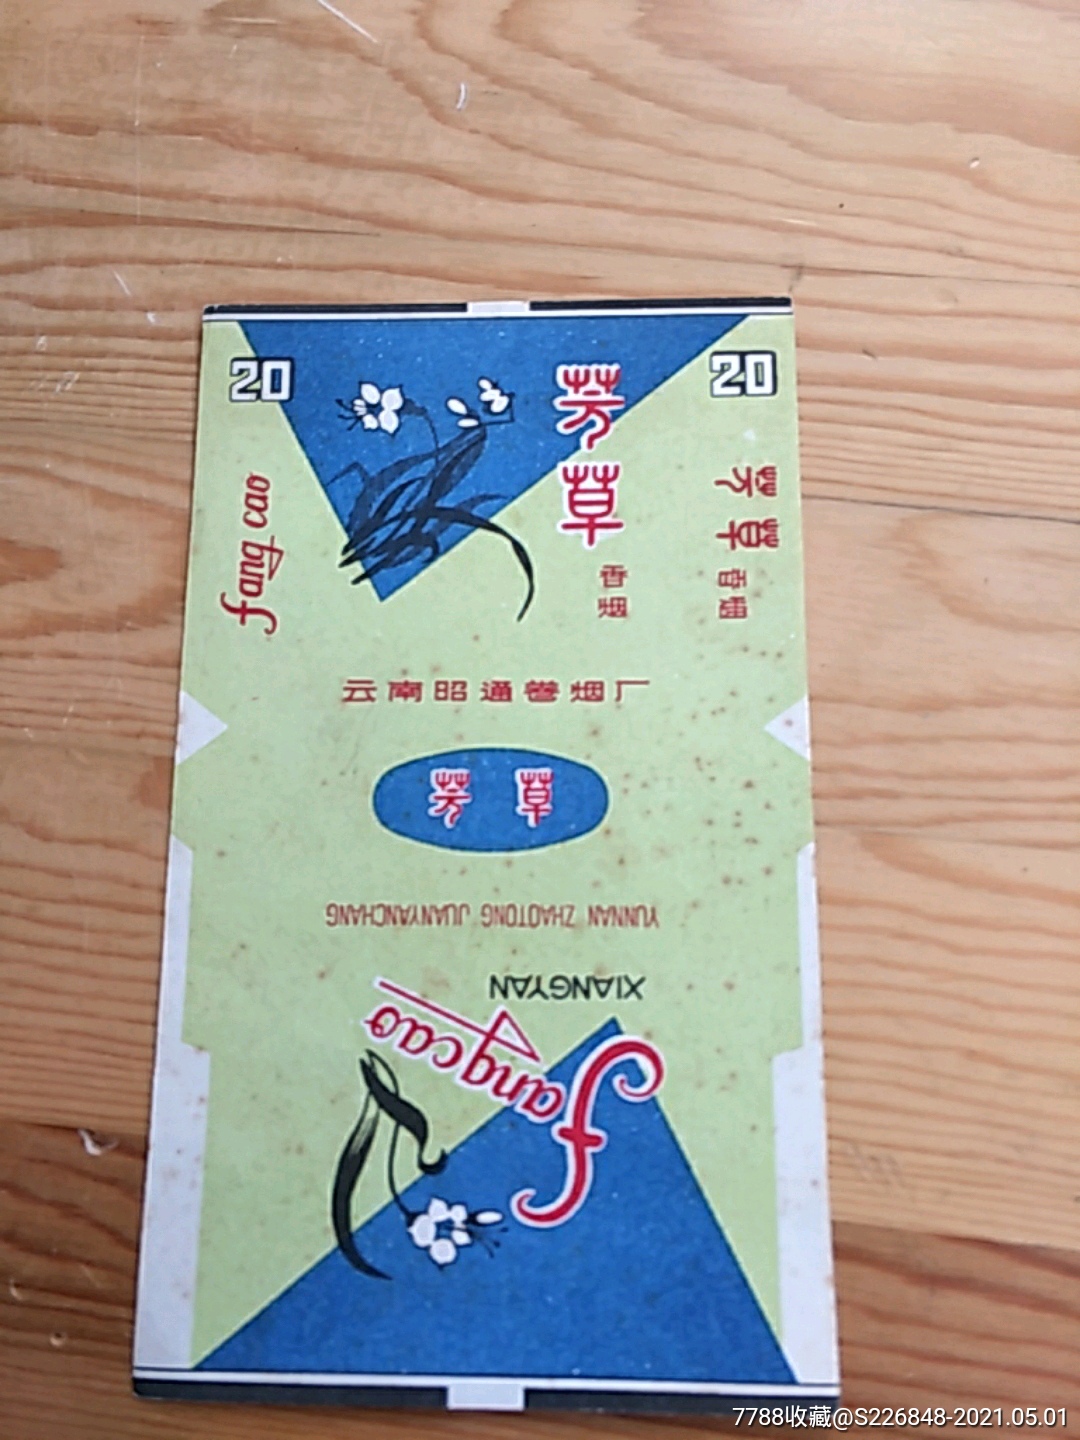 20
20
芳草
香烟
fang cao
芳草香烟
云南昭通卷烟厂
芳草
YUNNAN ZHAOTONG JUANYANCHANG
XIANGYAN
fangcao
7788收藏@S226848-2021.05.01